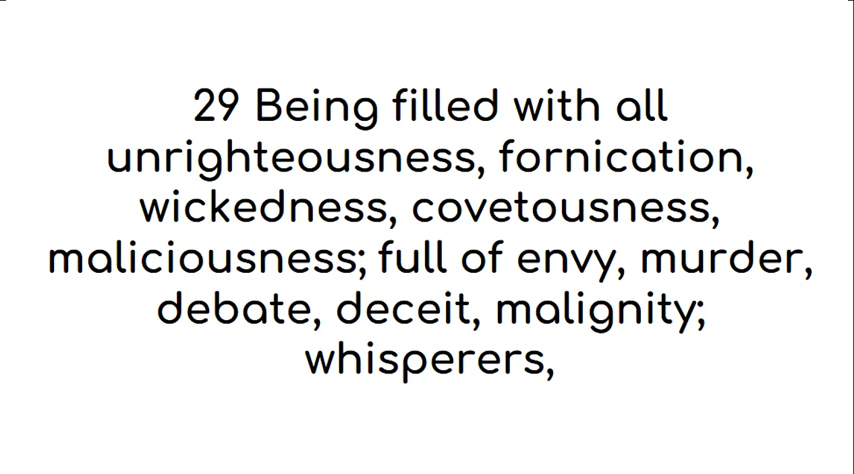 29 Being filled with all
unrighteousness, fornication,
wickedness, covetousness,
maliciousness; full of envy, murder,
debate, deceit, malignity;
whisperers,